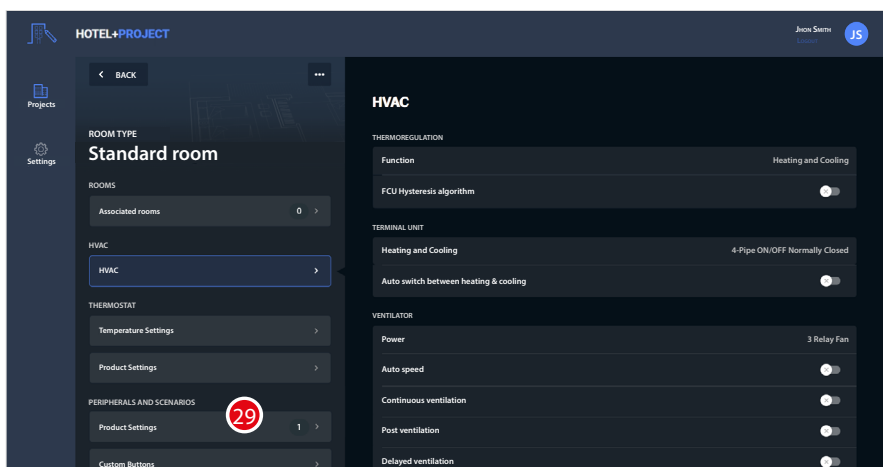 HOTEL+PROJECT
JHON SMITH
JS
Projects
Settings
BACK
ROOM TYPE
Standard room
ROOMS
Associated rooms 0
HVAC
HVAC
THERMOSTAT
Temperature Settings
Product Settings
PERIPHERALS AND SCENARIOS
29
Product Settings 1
Custom Buttons
HVAC
THERMOREGULATION
Function Heating and Cooling
FCU Hysteresis algorithm
TERMINAL UNIT
Heating and Cooling 4-Pipe ON/OFF Normally Closed
Auto switch between heating & cooling
VENTILATOR
Power 3 Relay Fan
Auto speed
Continuous ventilation
Post ventilation
Delayed ventilation